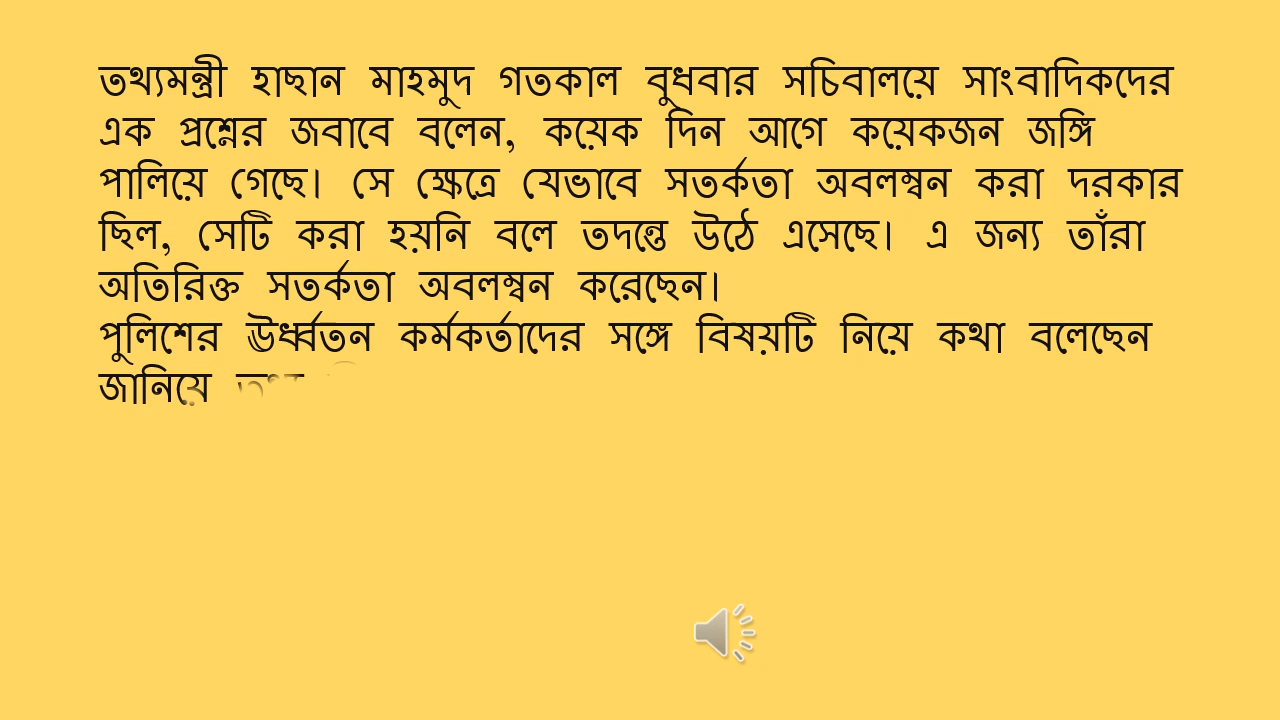 তথ্যমন্ত্রী হাছান মাহমুদ গতকাল বুধবার সচিবালয়ে সাংবাদিকদের
এক প্রশ্নের জবাবে বলেন, কয়েক দিন আগে কয়েকজন জঙ্গি
পালিয়ে গেছে। সে ক্ষেত্রে যেভাবে সতর্কতা অবলম্বন করা দরকার
ছিল, সেটি করা হয়নি বলে তদন্তে উঠে এসেছে। এ জন্য তাঁরা
অতিরিক্ত সতর্কতা অবলম্বন করেছেন।
পুলিশের ঊর্ধ্বতন কর্মকর্তাদের সঙ্গে বিষয়টি নিয়ে কথা বলেছেন
জানিয়ে